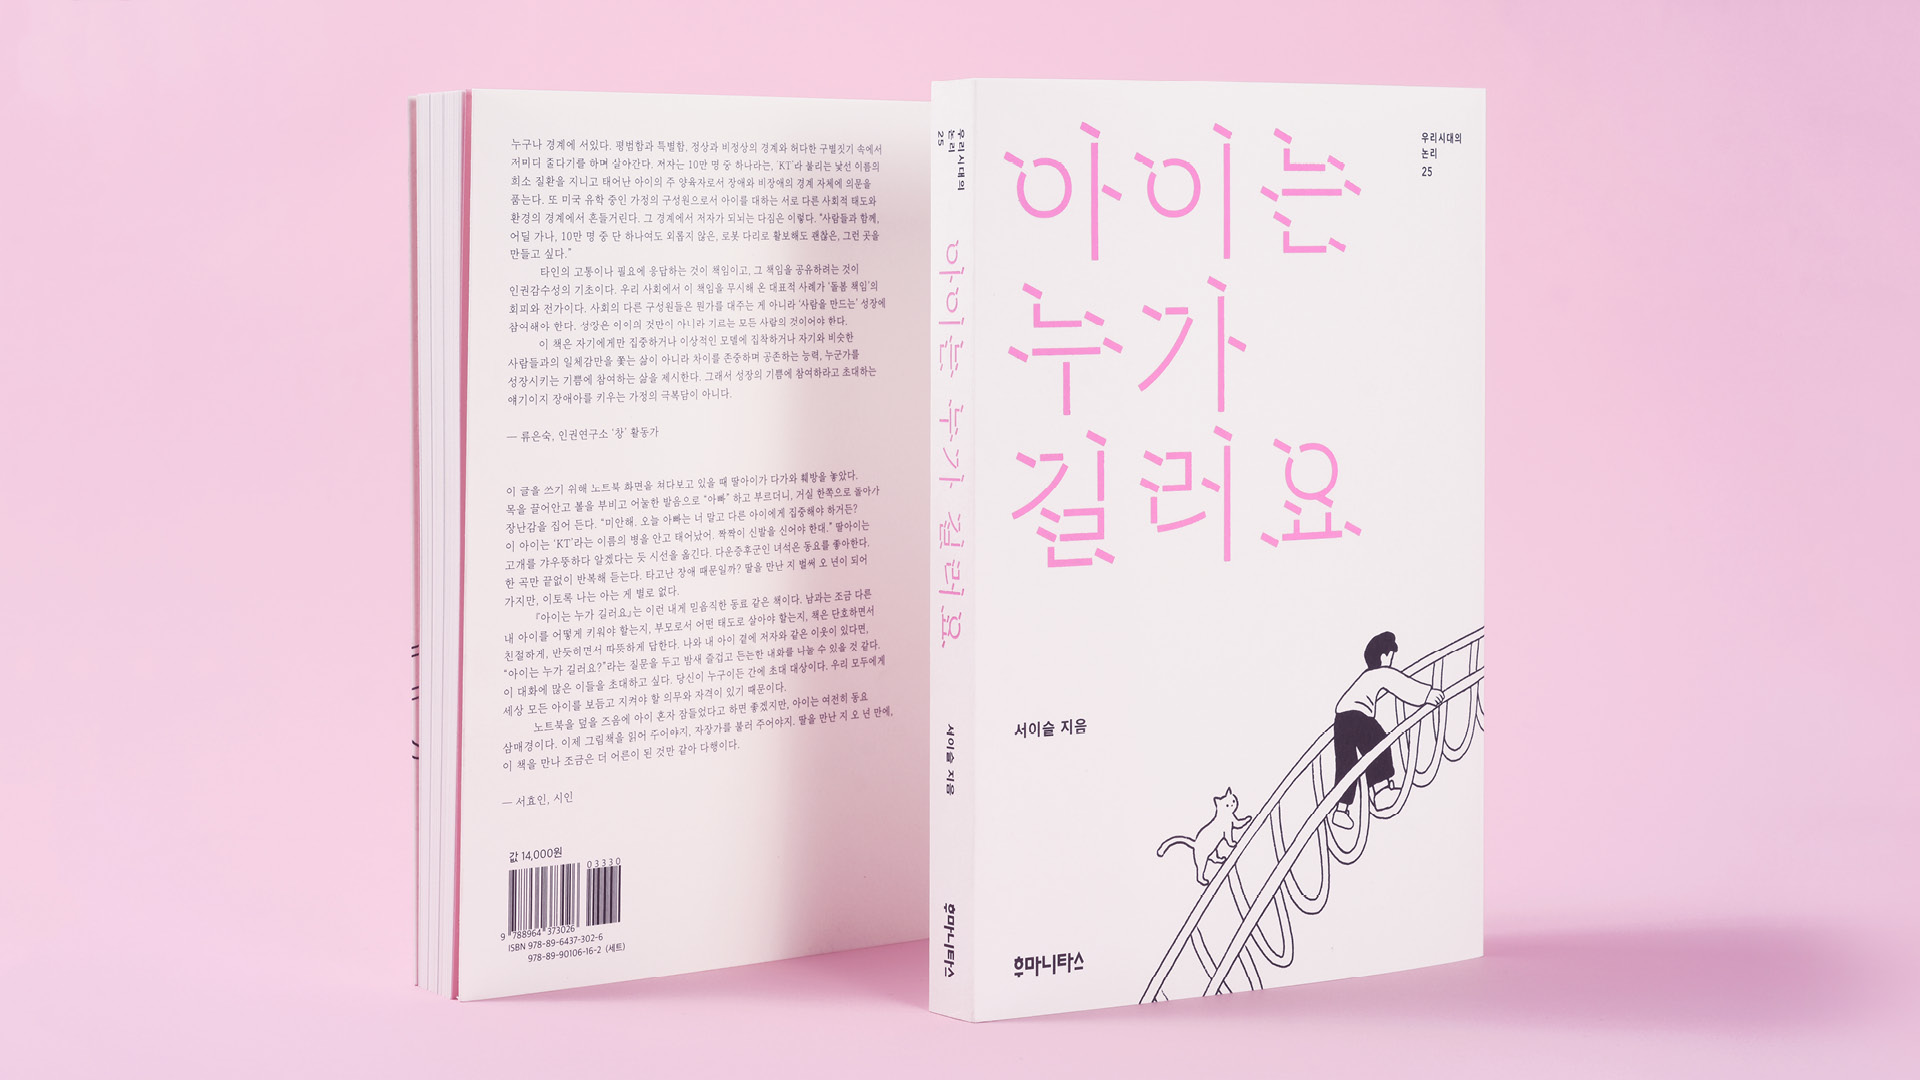 누구나 경계에 서있다. 평범함과 특별함, 정상과 비정상의 경계와 허다한 구별짓기 속에서
저마다 줄다기를 하며 살아간다. 저자는 10만 명 중 하나라는, ‘KT’라 불리는 낯선 이름의
희소 질환을 지니고 태어난 아이의 주 양육자로서 장애와 비장애의 경계 자체에 의문을
품는다. 또 미국 유학 중인 가정의 구성원으로서 아이를 대하는 서로 다른 사회적 태도와
환경의 경계에서 흔들거린다. 그 경계에서 저자가 되뇌는 다짐은 이렇다. “사람들과 함께,
어딜 가나, 10만 명 중 단 하나여도 외롭지 않은, 로봇 다리로 활보해도 괜찮은, 그런 곳을
만들고 싶다.”
타인의 고통이나 필요에 응답하는 것이 책임이고, 그 책임을 공유하려는 것이
인권감수성의 기초이다. 우리 사회에서 이 책임을 무시해 온 대표적 사례가 ‘돌봄 책임’의
회피와 전가이다. 사회의 다른 구성원들은 뭔가를 대주는 게 아니라 ‘사람을 만드는’ 성장에
참여해야 한다. 성장은 아이의 것만이 아니라 기르는 모든 사람의 것이어야 한다.
이 책은 자기에게만 집중하거나 이상적인 모델에 집착하거나 자기와 비슷한
사람들과의 일체감만을 쫓는 삶이 아니라 차이를 존중하며 공존하는 능력, 누군가를
성장시키는 기쁨에 참여하는 삶을 제시한다. 그래서 성장의 기쁨에 참여하라고 초대하는
얘기이지 장애아를 키우는 가정의 극복담이 아니다.
— 류은숙, 인권연구소 ‘창’ 활동가
이 글을 쓰기 위해 노트북 화면을 쳐다보고 있을 때 딸아이가 다가와 훼방을 놓았다.
목을 끌어안고 볼을 부비고 어눌한 발음으로 “아빠” 하고 부르더니, 거실 한쪽으로 돌아가
장난감을 집어 든다. “미안해. 오늘 아빠는 너 말고 다른 아이에게 집중해야 하거든?
이 아이는 ‘KT’라는 이름의 병을 안고 태어났어. 짝짝이 신발을 신어야 한대.” 딸아이는
고개를 갸우뚱하다 알겠다는 듯 시선을 옮긴다. 다운증후군인 녀석은 동요를 좋아한다.
한 곡만 끝없이 반복해 듣는다. 타고난 장애 때문일까? 딸을 만난 지 벌써 오 년이 되어
가지만, 이토록 나는 아는 게 별로 없다.
『아이는 누가 길러요』는 이런 내게 믿음직한 동료 같은 책이다. 남과는 조금 다른
내 아이를 어떻게 키워야 할는지, 부모로서 어떤 태도로 살아야 할는지, 책은 단호하면서
친절하게, 반듯하면서 따뜻하게 답한다. 나와 내 아이 곁에 저자와 같은 이웃이 있다면,
“아이는 누가 길러요?”라는 질문을 두고 밤새 즐겁고 든든한 대화를 나눌 수 있을 것 같다.
이 대화에 많은 이들을 초대하고 싶다. 당신이 누구이든 간에 초대 대상이다. 우리 모두에게
세상 모든 아이를 보듬고 지켜야 할 의무와 자격이 있기 때문이다.
노트북을 덮을 즈음에 아이 혼자 잠들었다고 하면 좋겠지만, 아이는 여전히 동요
삼매경이다. 이제 그림책을 읽어 주어야지, 자장가를 불러 주어야지. 딸을 만난 지 오 년 만에,
이 책을 만나 조금은 더 어른이 된 것만 같아 다행이다.
— 서효인, 시인
값 14,000원
03330
9 788964 373026
ISBN 978-89-6437-302-6
978-89-90106-16-2 (세트)
우리시대의
논리
25
아이는 누가 길러요
서이슬 지음
후마니타스
아이는
누가
길러요
우리시대의
논리
25
서이슬 지음
후마니타스